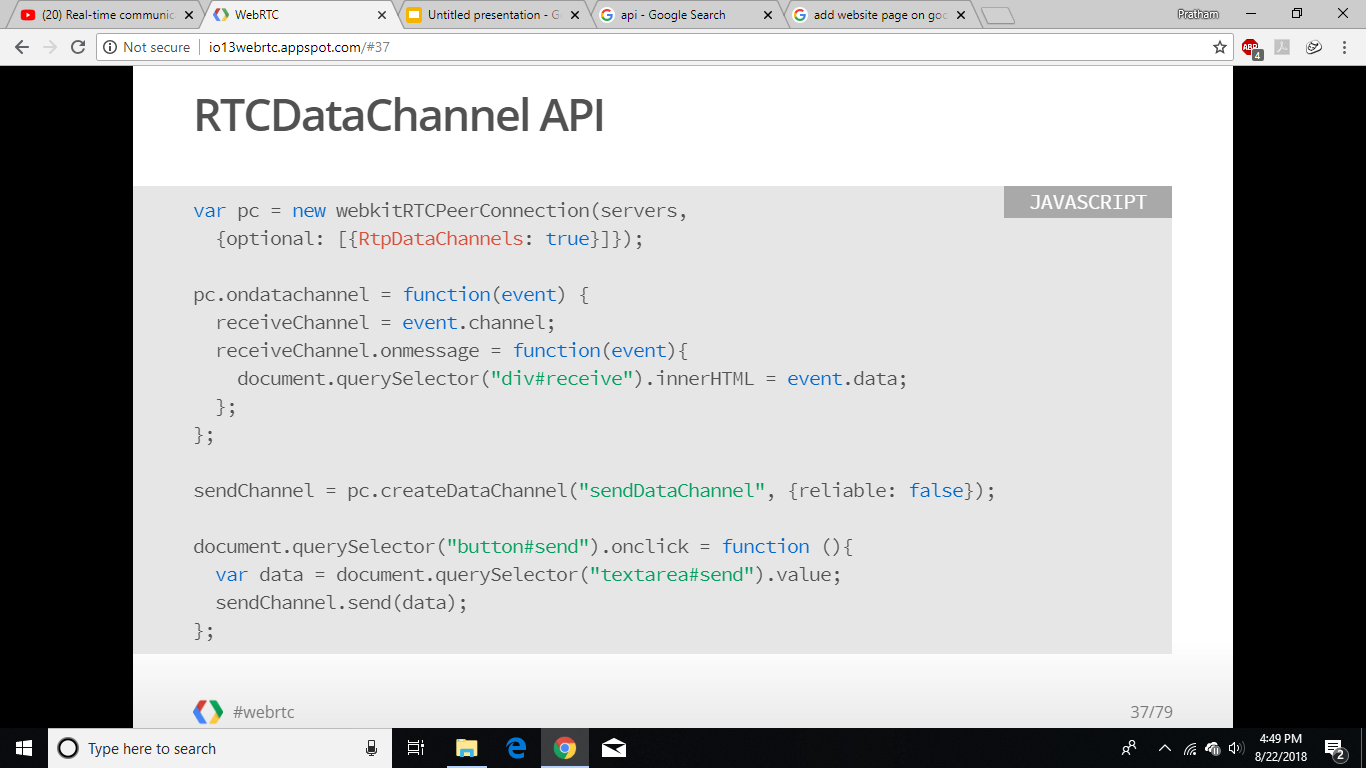 (20) Real-time communic
WebRTC
Untitled presentation - G
api - Google Search
add website page on goo
Pratham
Not secure
io13webrtc.appspot.com/#37
ABP
4
RTCDataChannel API
JAVASCRIPT
var pc = new webkitRTCPeerConnection(servers,
{optional: [{RtpDataChannels: true}]});
pc.ondatachannel = function(event) {
receiveChannel = event.channel;
receiveChannel.onmessage = function(event){
document.querySelector("div#receive").innerHTML = event.data;
};
};
sendChannel = pc.createDataChannel("sendDataChannel", {reliable: false});
document.querySelector("button#send").onclick = function (){
var data = document.querySelector("textarea#send").value;
sendChannel.send(data);
};
#webrtc
37/79
Type here to search
4:49 PM
8/22/2018
2